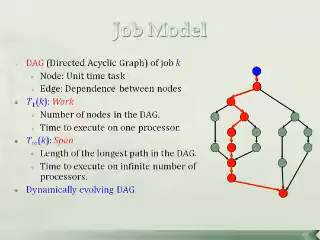 Job Model
DAG (Directed Acyclic Graph) of job k
Node: Unit time task
Edge: Dependence between nodes
T₁(k): Work
Number of nodes in the DAG.
Time to execute on one processor.
T∞(k): Span
Length of the longest path in the DAG.
Time to execute on infinite number of
processors.
Dynamically evolving DAG